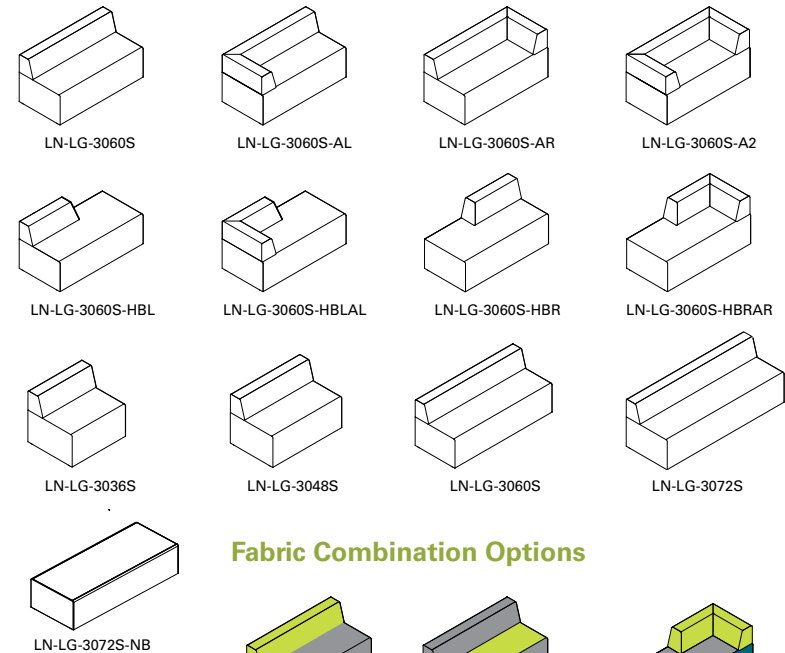 LN-LG-3060S
LN-LG-3060S-AL
LN-LG-3060S-AR
LN-LG-3060S-A2
LN-LG-3060S-HBL
LN-LG-3060S-HBLAL
LN-LG-3060S-HBR
LN-LG-3060S-HBRAR
LN-LG-3036S
LN-LG-3048S
LN-LG-3060S
LN-LG-3072S
Fabric Combination Options
LN-LG-3072S-NB